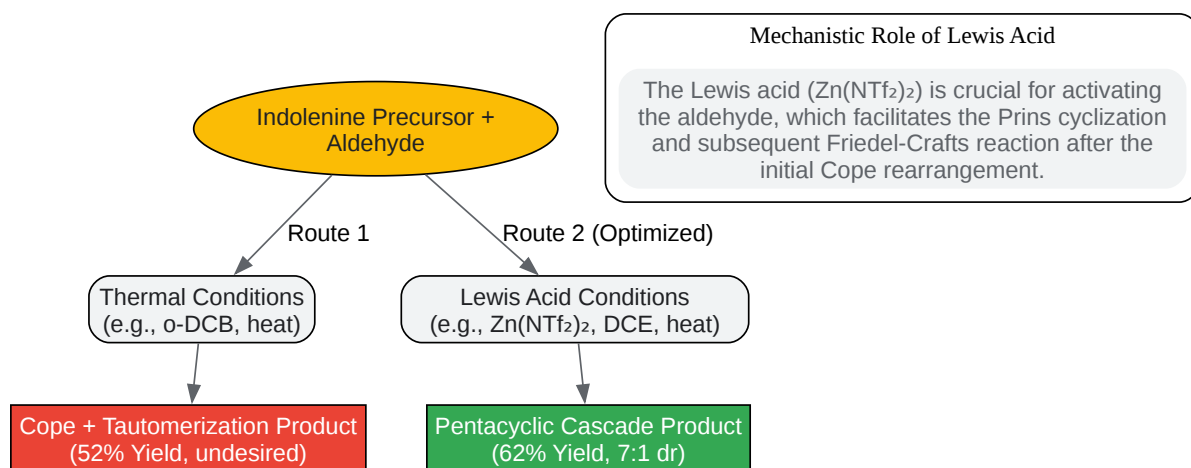 Mechanistic Role of Lewis Acid
The Lewis acid (Zn(NTf₂)₂) is crucial for activating
the aldehyde, which facilitates the Prins cyclization
and subsequent Friedel-Crafts reaction after the
initial Cope rearrangement.
Indolenine Precursor +
Aldehyde
Route 1
Route 2 (Optimized)
Thermal Conditions
(e.g., o-DCB, heat)
Lewis Acid Conditions
(e.g., Zn(NTf₂)₂, DCE, heat)
Cope + Tautomerization Product
(52% Yield, undesired)
Pentacyclic Cascade Product
(62% Yield, 7:1 dr)